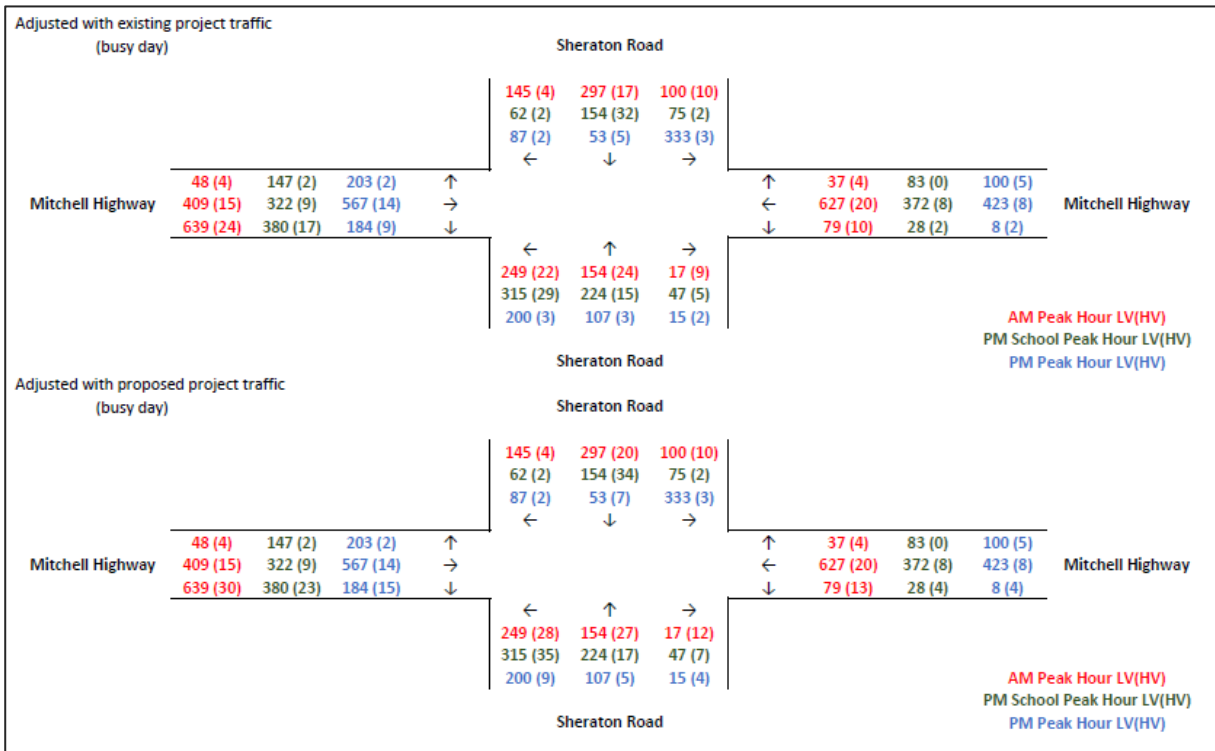 Adjusted with existing project traffic
(busy day)
Sheraton Road
145 (4) 297 (17) 100 (10)
62 (2) 154 (32) 75 (2)
87 (2) 53 (5) 333 (3)
← ↓ →
48 (4) 147 (2) 203 (2) ↑ ↑ 37 (4) 83 (0) 100 (5)
Mitchell Highway 409 (15) 322 (9) 567 (14) → ← 627 (20) 372 (8) 423 (8) Mitchell Highway
639 (24) 380 (17) 184 (9) ↓ ↓ 79 (10) 28 (2) 8 (2)
← ↑ →
249 (22) 154 (24) 17 (9)
315 (29) 224 (15) 47 (5)
200 (3) 107 (3) 15 (2)
AM Peak Hour LV(HV)
PM School Peak Hour LV(HV)
PM Peak Hour LV(HV)
Sheraton Road
Adjusted with proposed project traffic
(busy day)
Sheraton Road
145 (4) 297 (20) 100 (10)
62 (2) 154 (34) 75 (2)
87 (2) 53 (7) 333 (3)
← ↓ →
48 (4) 147 (2) 203 (2) ↑ ↑ 37 (4) 83 (0) 100 (5)
Mitchell Highway 409 (15) 322 (9) 567 (14) → ← 627 (20) 372 (8) 423 (8) Mitchell Highway
639 (30) 380 (23) 184 (15) ↓ ↓ 79 (13) 28 (4) 8 (4)
← ↑ →
249 (28) 154 (27) 17 (12)
315 (35) 224 (17) 47 (7)
200 (9) 107 (5) 15 (4)
AM Peak Hour LV(HV)
PM School Peak Hour LV(HV)
PM Peak Hour LV(HV)
Sheraton Road